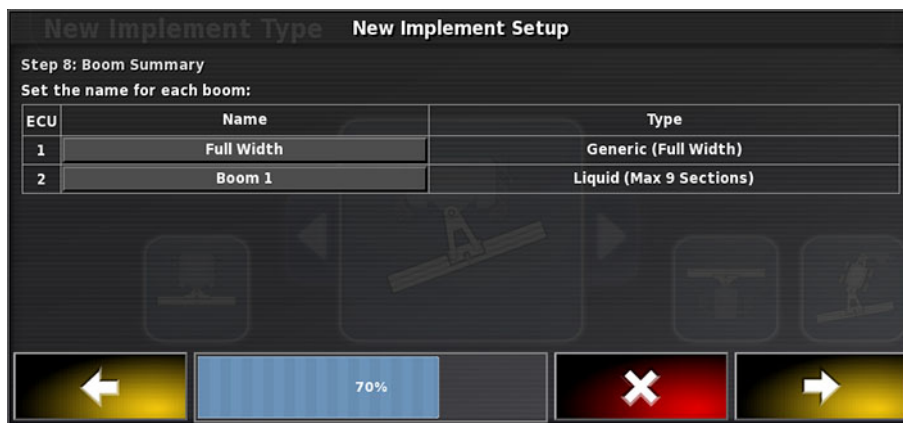 New Implement Type
New Implement Setup
Step 8: Boom Summary
Set the name for each boom:
ECU Name Type
1 Full Width Generic (Full Width)
2 Boom 1 Liquid (Max 9 Sections)
70%